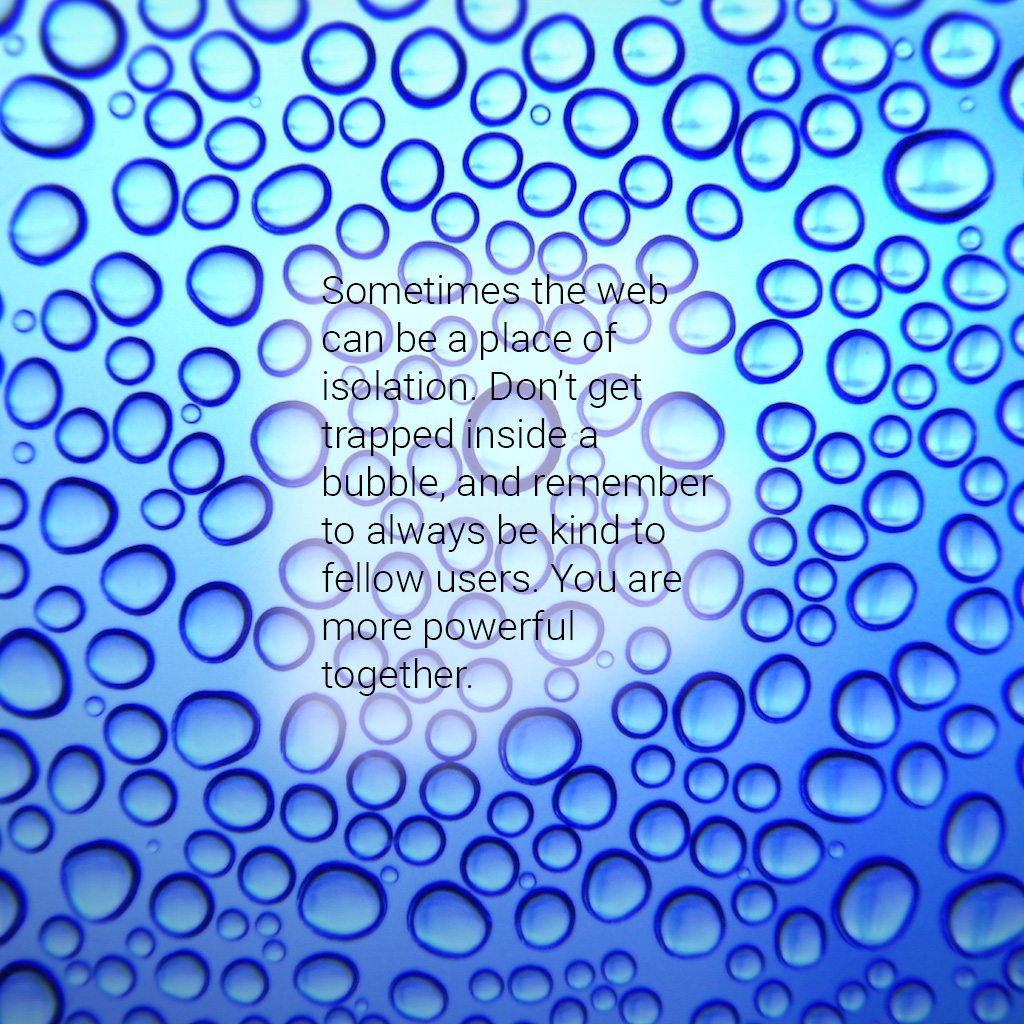 Sometimes the web
can be a place of
isolation. Don’t get
trapped inside a
bubble, and remember
to always be kind to
fellow users. You are
more powerful
together.